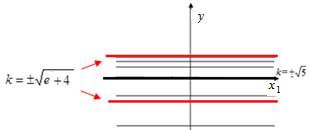 y
k = ±√e + 4
k = ±√5
x₁